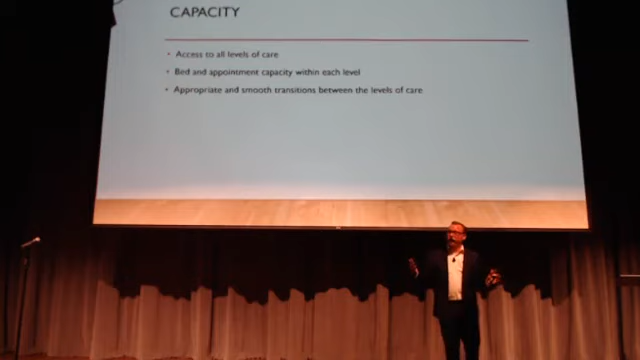 CAPACITY
• Access to all levels of care
• Bed and appointment capacity within each level
• Appropriate and smooth transitions between the levels of care